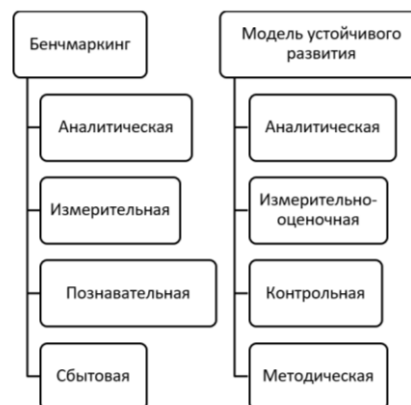 Бенчмаркинг
Аналитическая
Измерительная
Познавательная
Сбытовая
Модель устойчивого
развития
Аналитическая
Измерительно-
оценочная
Контрольная
Методическая